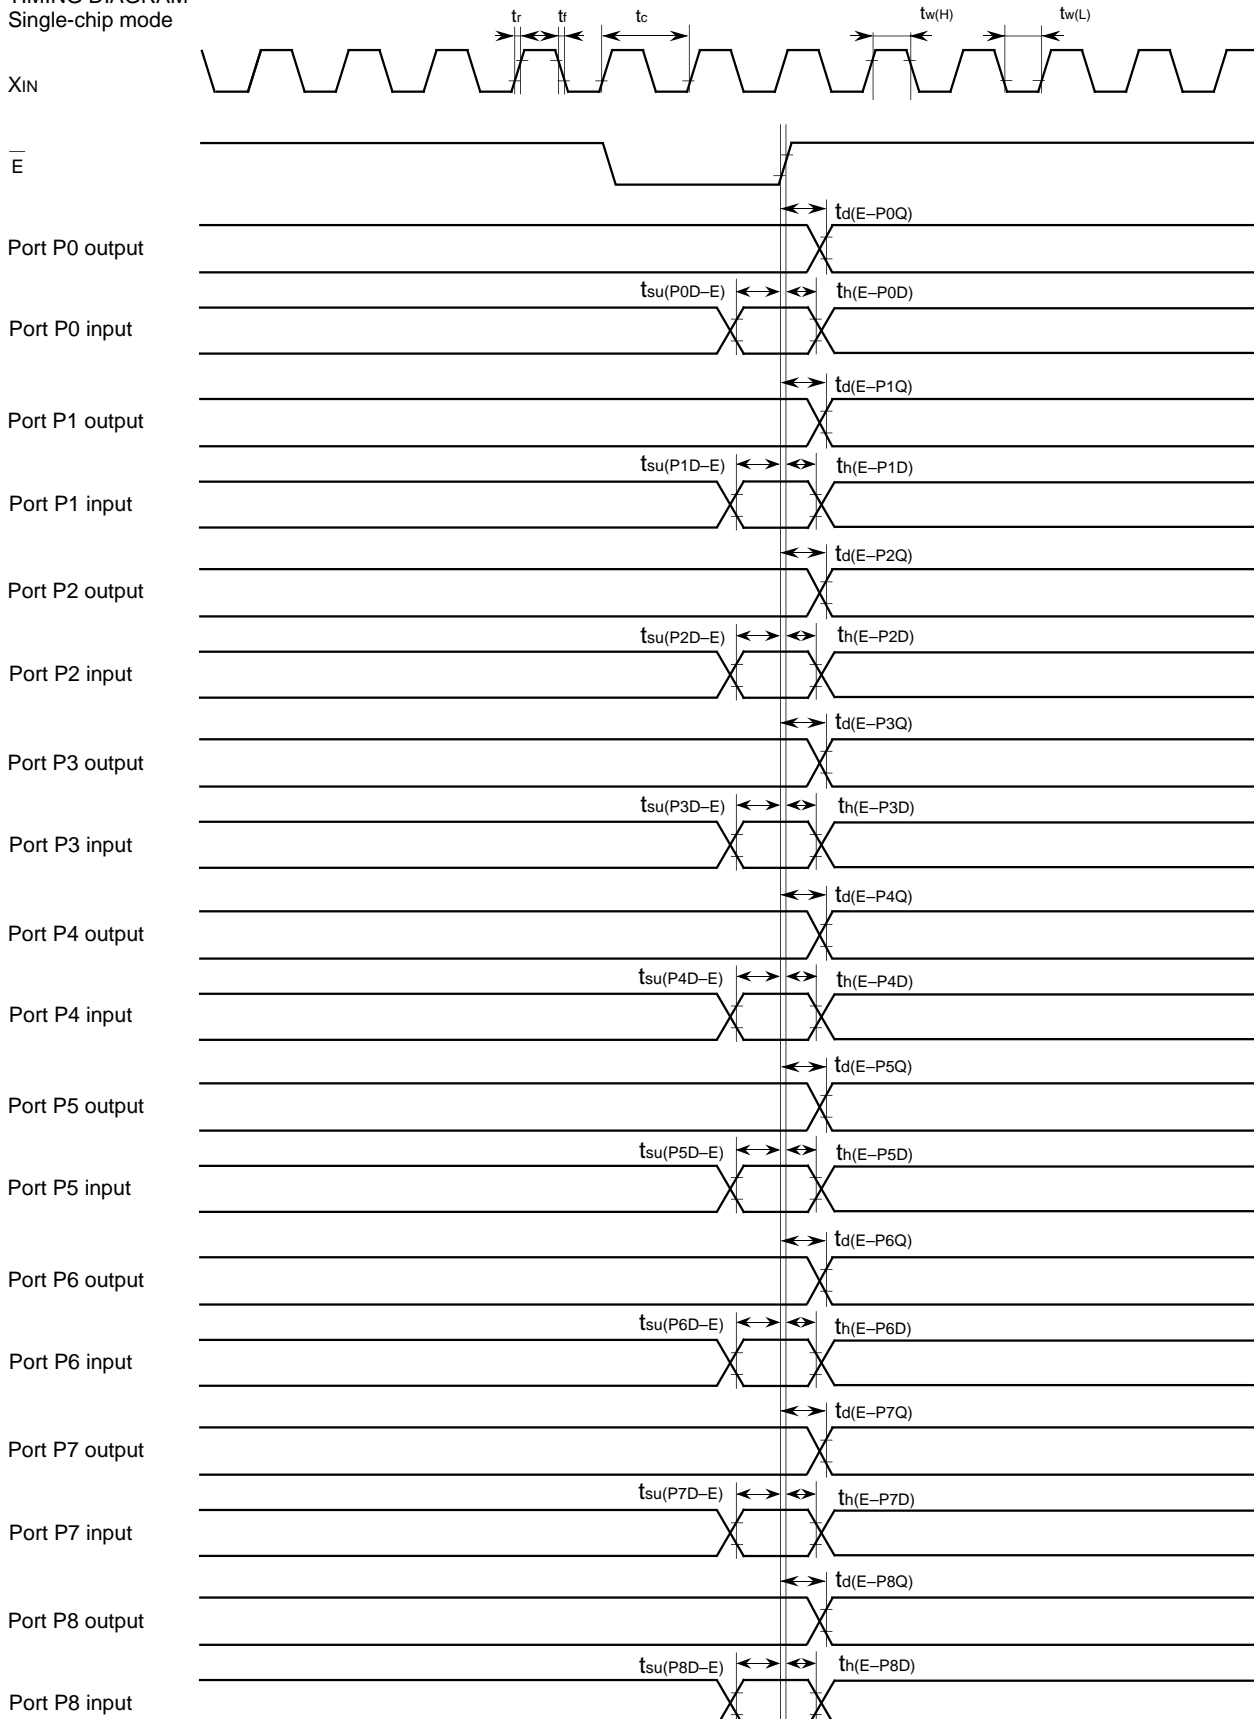 TIMING DIAGRAM
Single-chip mode
tr tf tc tw(H) tw(L)
XIN
E
td(E–P0Q)
Port P0 output
tsu(P0D–E) th(E–P0D)
Port P0 input
td(E–P1Q)
Port P1 output
tsu(P1D–E) th(E–P1D)
Port P1 input
td(E–P2Q)
Port P2 output
tsu(P2D–E) th(E–P2D)
Port P2 input
td(E–P3Q)
Port P3 output
tsu(P3D–E) th(E–P3D)
Port P3 input
td(E–P4Q)
Port P4 output
tsu(P4D–E) th(E–P4D)
Port P4 input
td(E–P5Q)
Port P5 output
tsu(P5D–E) th(E–P5D)
Port P5 input
td(E–P6Q)
Port P6 output
tsu(P6D–E) th(E–P6D)
Port P6 input
td(E–P7Q)
Port P7 output
tsu(P7D–E) th(E–P7D)
Port P7 input
td(E–P8Q)
Port P8 output
tsu(P8D–E) th(E–P8D)
Port P8 input